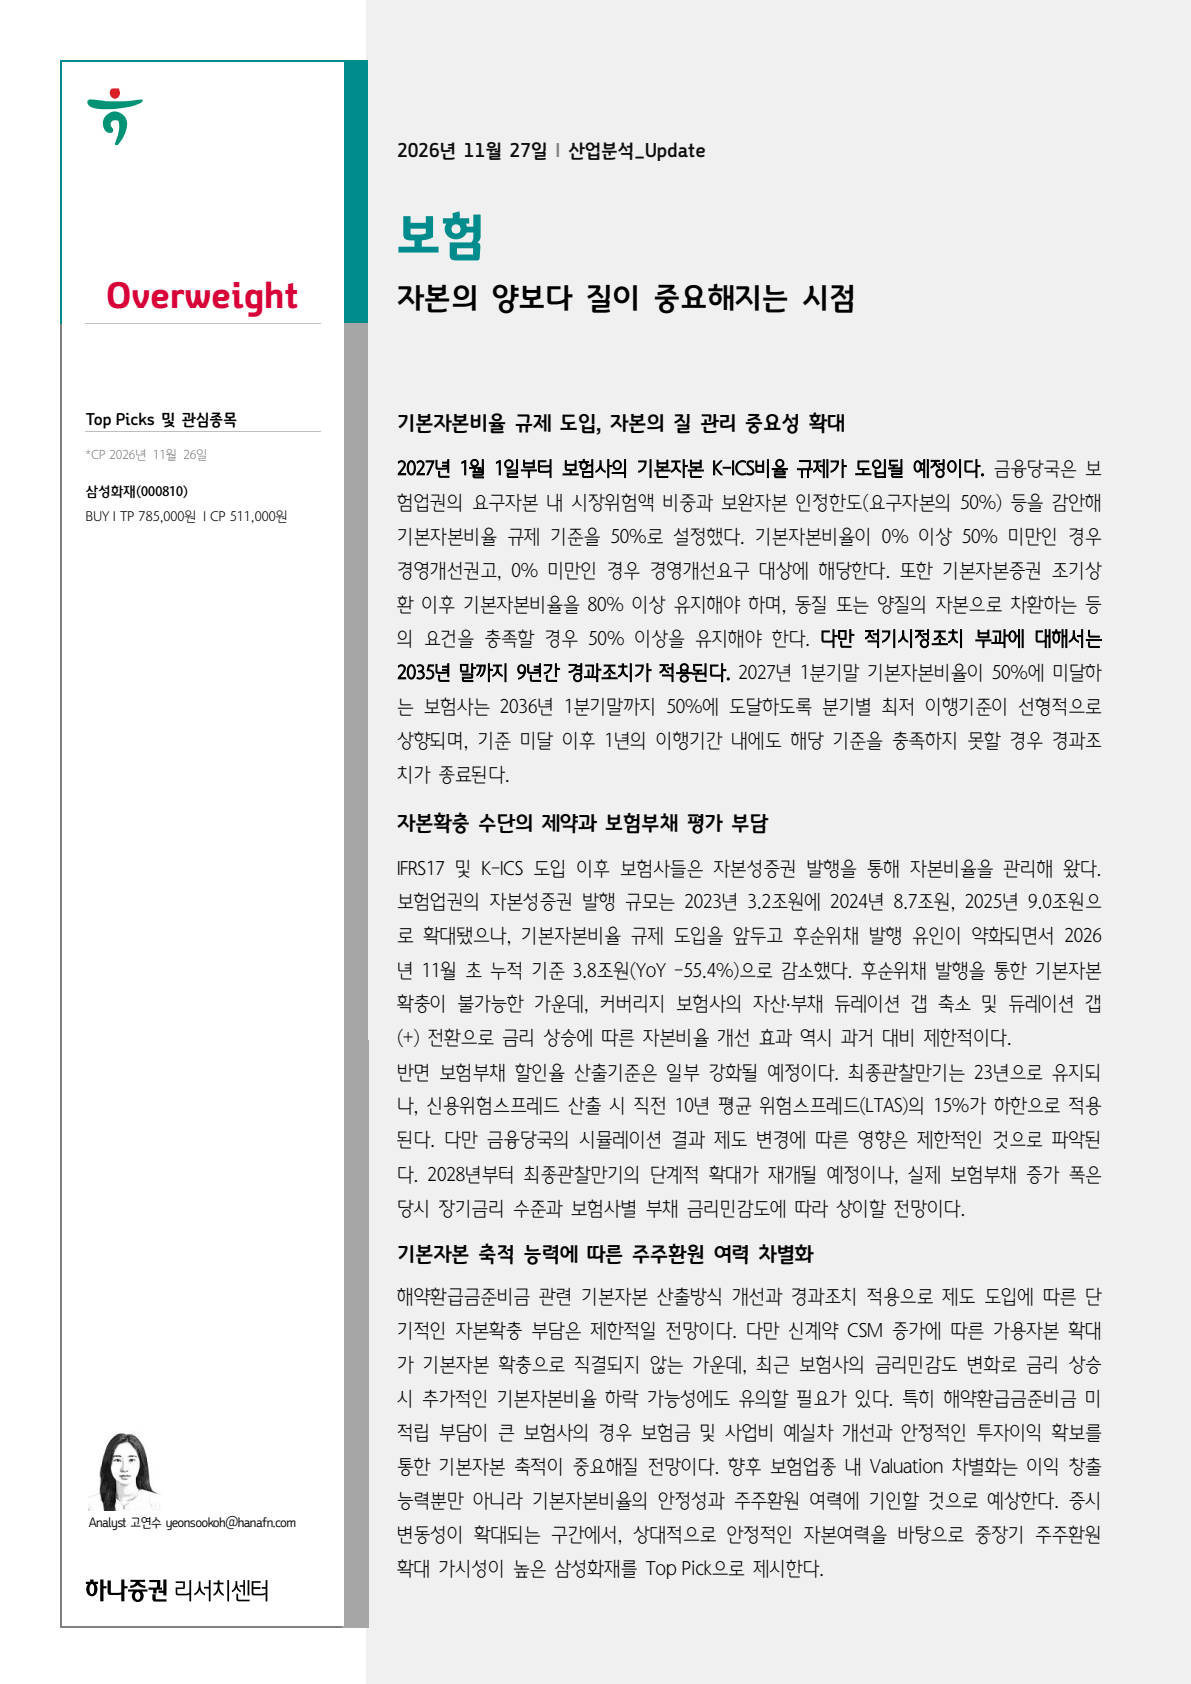 2026년 11월 27일 | 산업분석_Update
보험
자본의 양보다 질이 중요해지는 시점
Overweight
Top Picks 및 관심종목
*CP 2026년 11월 26일
삼성화재(000810)
BUY I TP 785,000원 I CP 511,000원
기본자본비율 규제 도입, 자본의 질 관리 중요성 확대
2027년 1월 1일부터 보험사의 기본자본 K-ICS비율 규제가 도입될 예정이다. 금융당국은 보
험업권의 요구자본 내 시장위험액 비중과 보완자본 인정한도(요구자본의 50%) 등을 감안해
기본자본비율 규제 기준을 50%로 설정했다. 기본자본비율이 0% 이상 50% 미만인 경우
경영개선권고, 0% 미만인 경우 경영개선요구 대상에 해당한다. 또한 기본자본증권 조기상
환 이후 기본자본비율을 80% 이상 유지해야 하며, 동질 또는 양질의 자본으로 차환하는 등
의 요건을 충족할 경우 50% 이상을 유지해야 한다. 다만 적기시정조치 부과에 대해서는
2035년 말까지 9년간 경과조치가 적용된다. 2027년 1분기말 기본자본비율이 50%에 미달하
는 보험사는 2036년 1분기말까지 50%에 도달하도록 분기별 최저 이행기준이 선형적으로
상향되며, 기준 미달 이후 1년의 이행기간 내에도 해당 기준을 충족하지 못할 경우 경과조
치가 종료된다.
자본확충 수단의 제약과 보험부채 평가 부담
IFRS17 및 K-ICS 도입 이후 보험사들은 자본성증권 발행을 통해 자본비율을 관리해 왔다.
보험업권의 자본성증권 발행 규모는 2023년 3.2조원에 2024년 8.7조원, 2025년 9.0조원으
로 확대됐으나, 기본자본비율 규제 도입을 앞두고 후순위채 발행 유인이 약화되면서 2026
년 11월 초 누적 기준 3.8조원(YoY -55.4%)으로 감소했다. 후순위채 발행을 통한 기본자본
확충이 불가능한 가운데, 커버리지 보험사의 자산·부채 듀레이션 갭 축소 및 듀레이션 갭
(+) 전환으로 금리 상승에 따른 자본비율 개선 효과 역시 과거 대비 제한적이다.
반면 보험부채 할인율 산출기준은 일부 강화될 예정이다. 최종관찰만기는 23년으로 유지되
나, 신용위험스프레드 산출 시 직전 10년 평균 위험스프레드(LTAS)의 15%가 하한으로 적용
된다. 다만 금융당국의 시뮬레이션 결과 제도 변경에 따른 영향은 제한적인 것으로 파악된
다. 2028년부터 최종관찰만기의 단계적 확대가 재개될 예정이나, 실제 보험부채 증가 폭은
당시 장기금리 수준과 보험사별 부채 금리민감도에 따라 상이할 전망이다.
기본자본 축적 능력에 따른 주주환원 여력 차별화
해약환급금준비금 관련 기본자본 산출방식 개선과 경과조치 적용으로 제도 도입에 따른 단
기적인 자본확충 부담은 제한적일 전망이다. 다만 신계약 CSM 증가에 따른 가용자본 확대
가 기본자본 확충으로 직결되지 않는 가운데, 최근 보험사의 금리민감도 변화로 금리 상승
시 추가적인 기본자본비율 하락 가능성에도 유의할 필요가 있다. 특히 해약환급금준비금 미
적립 부담이 큰 보험사의 경우 보험금 및 사업비 예실차 개선과 안정적인 투자이익 확보를
통한 기본자본 축적이 중요해질 전망이다. 향후 보험업종 내 Valuation 차별화는 이익 창출
능력뿐만 아니라 기본자본비율의 안정성과 주주환원 여력에 기인할 것으로 예상한다. 증시
변동성이 확대되는 구간에서, 상대적으로 안정적인 자본여력을 바탕으로 중장기 주주환원
확대 가시성이 높은 삼성화재를 Top Pick으로 제시한다.
Analyst 고연수 yeonsookoh@hanafn.com
하나증권 리서치센터